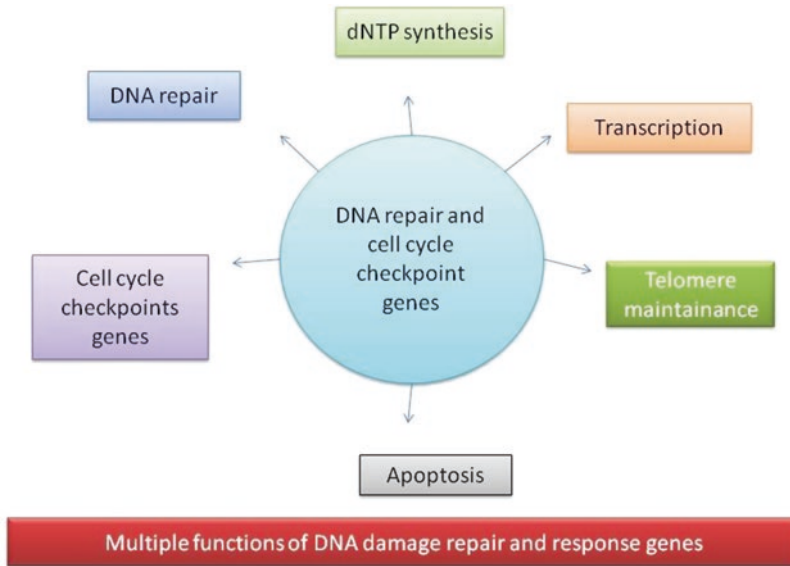 dNTP synthesis
DNA repair
Transcription
DNA repair and
cell cycle
checkpoint
genes
Cell cycle
checkpoints
genes
Telomere
maintainance
Apoptosis
Multiple functions of DNA damage repair and response genes